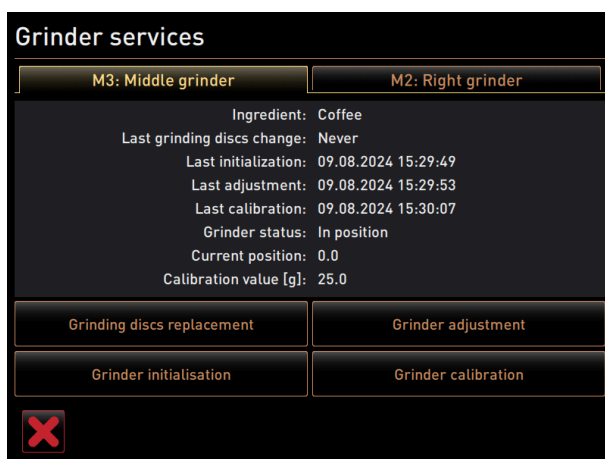 Grinder services
M3: Middle grinder
M2: Right grinder
Ingredient: Coffee
Last grinding discs change: Never
Last initialization: 09.08.2024 15:29:49
Last adjustment: 09.08.2024 15:29:53
Last calibration: 09.08.2024 15:30:07
Grinder status: In position
Current position: 0.0
Calibration value [g]: 25.0
Grinding discs replacement
Grinder adjustment
Grinder initialisation
Grinder calibration